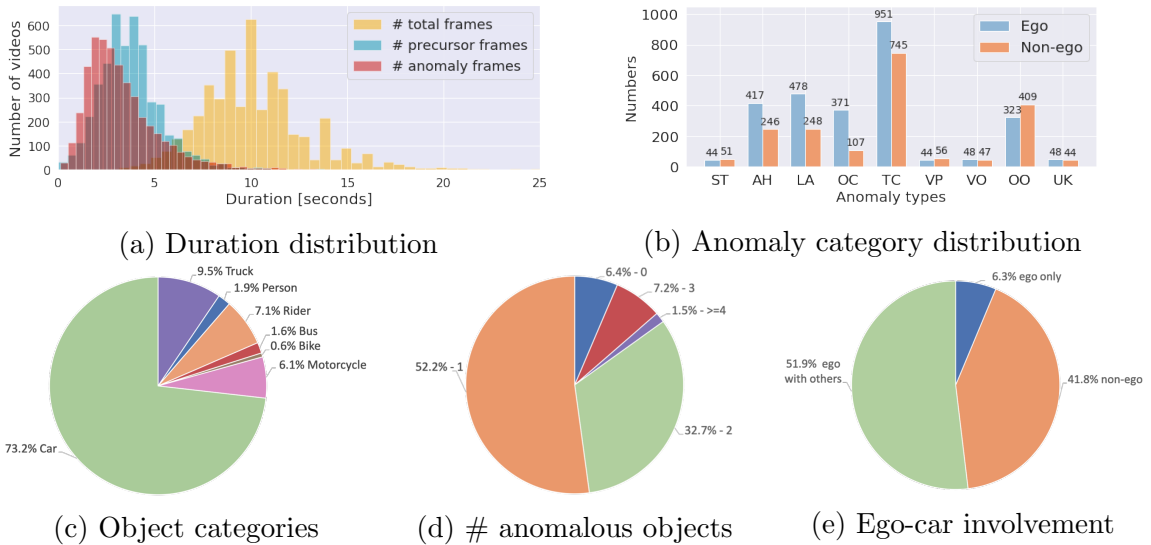 Number of videos
600
500
400
300
200
100
0
# total frames
# precursor frames
# anomaly frames
0 5 10 15 20 25
Duration [seconds]
(a) Duration distribution
Numbers
1000
800
600
400
200
0
Ego
Non-ego
44 51 417 246 478 248 371 107 951 745 44 56 48 47 323 409 48 44
ST AH LA OC TC VP VO OO UK
Anomaly types
(b) Anomaly category distribution
9.5% Truck
1.9% Person
7.1% Rider
1.6% Bus
0.6% Bike
6.1% Motorcycle
73.2% Car
(c) Object categories
6.4% - 0
7.2% - 3
1.5% - >=4
52.2% - 1
32.7% - 2
(d) # anomalous objects
6.3% ego only
51.9% ego
with others
41.8% non-ego
(e) Ego-car involvement